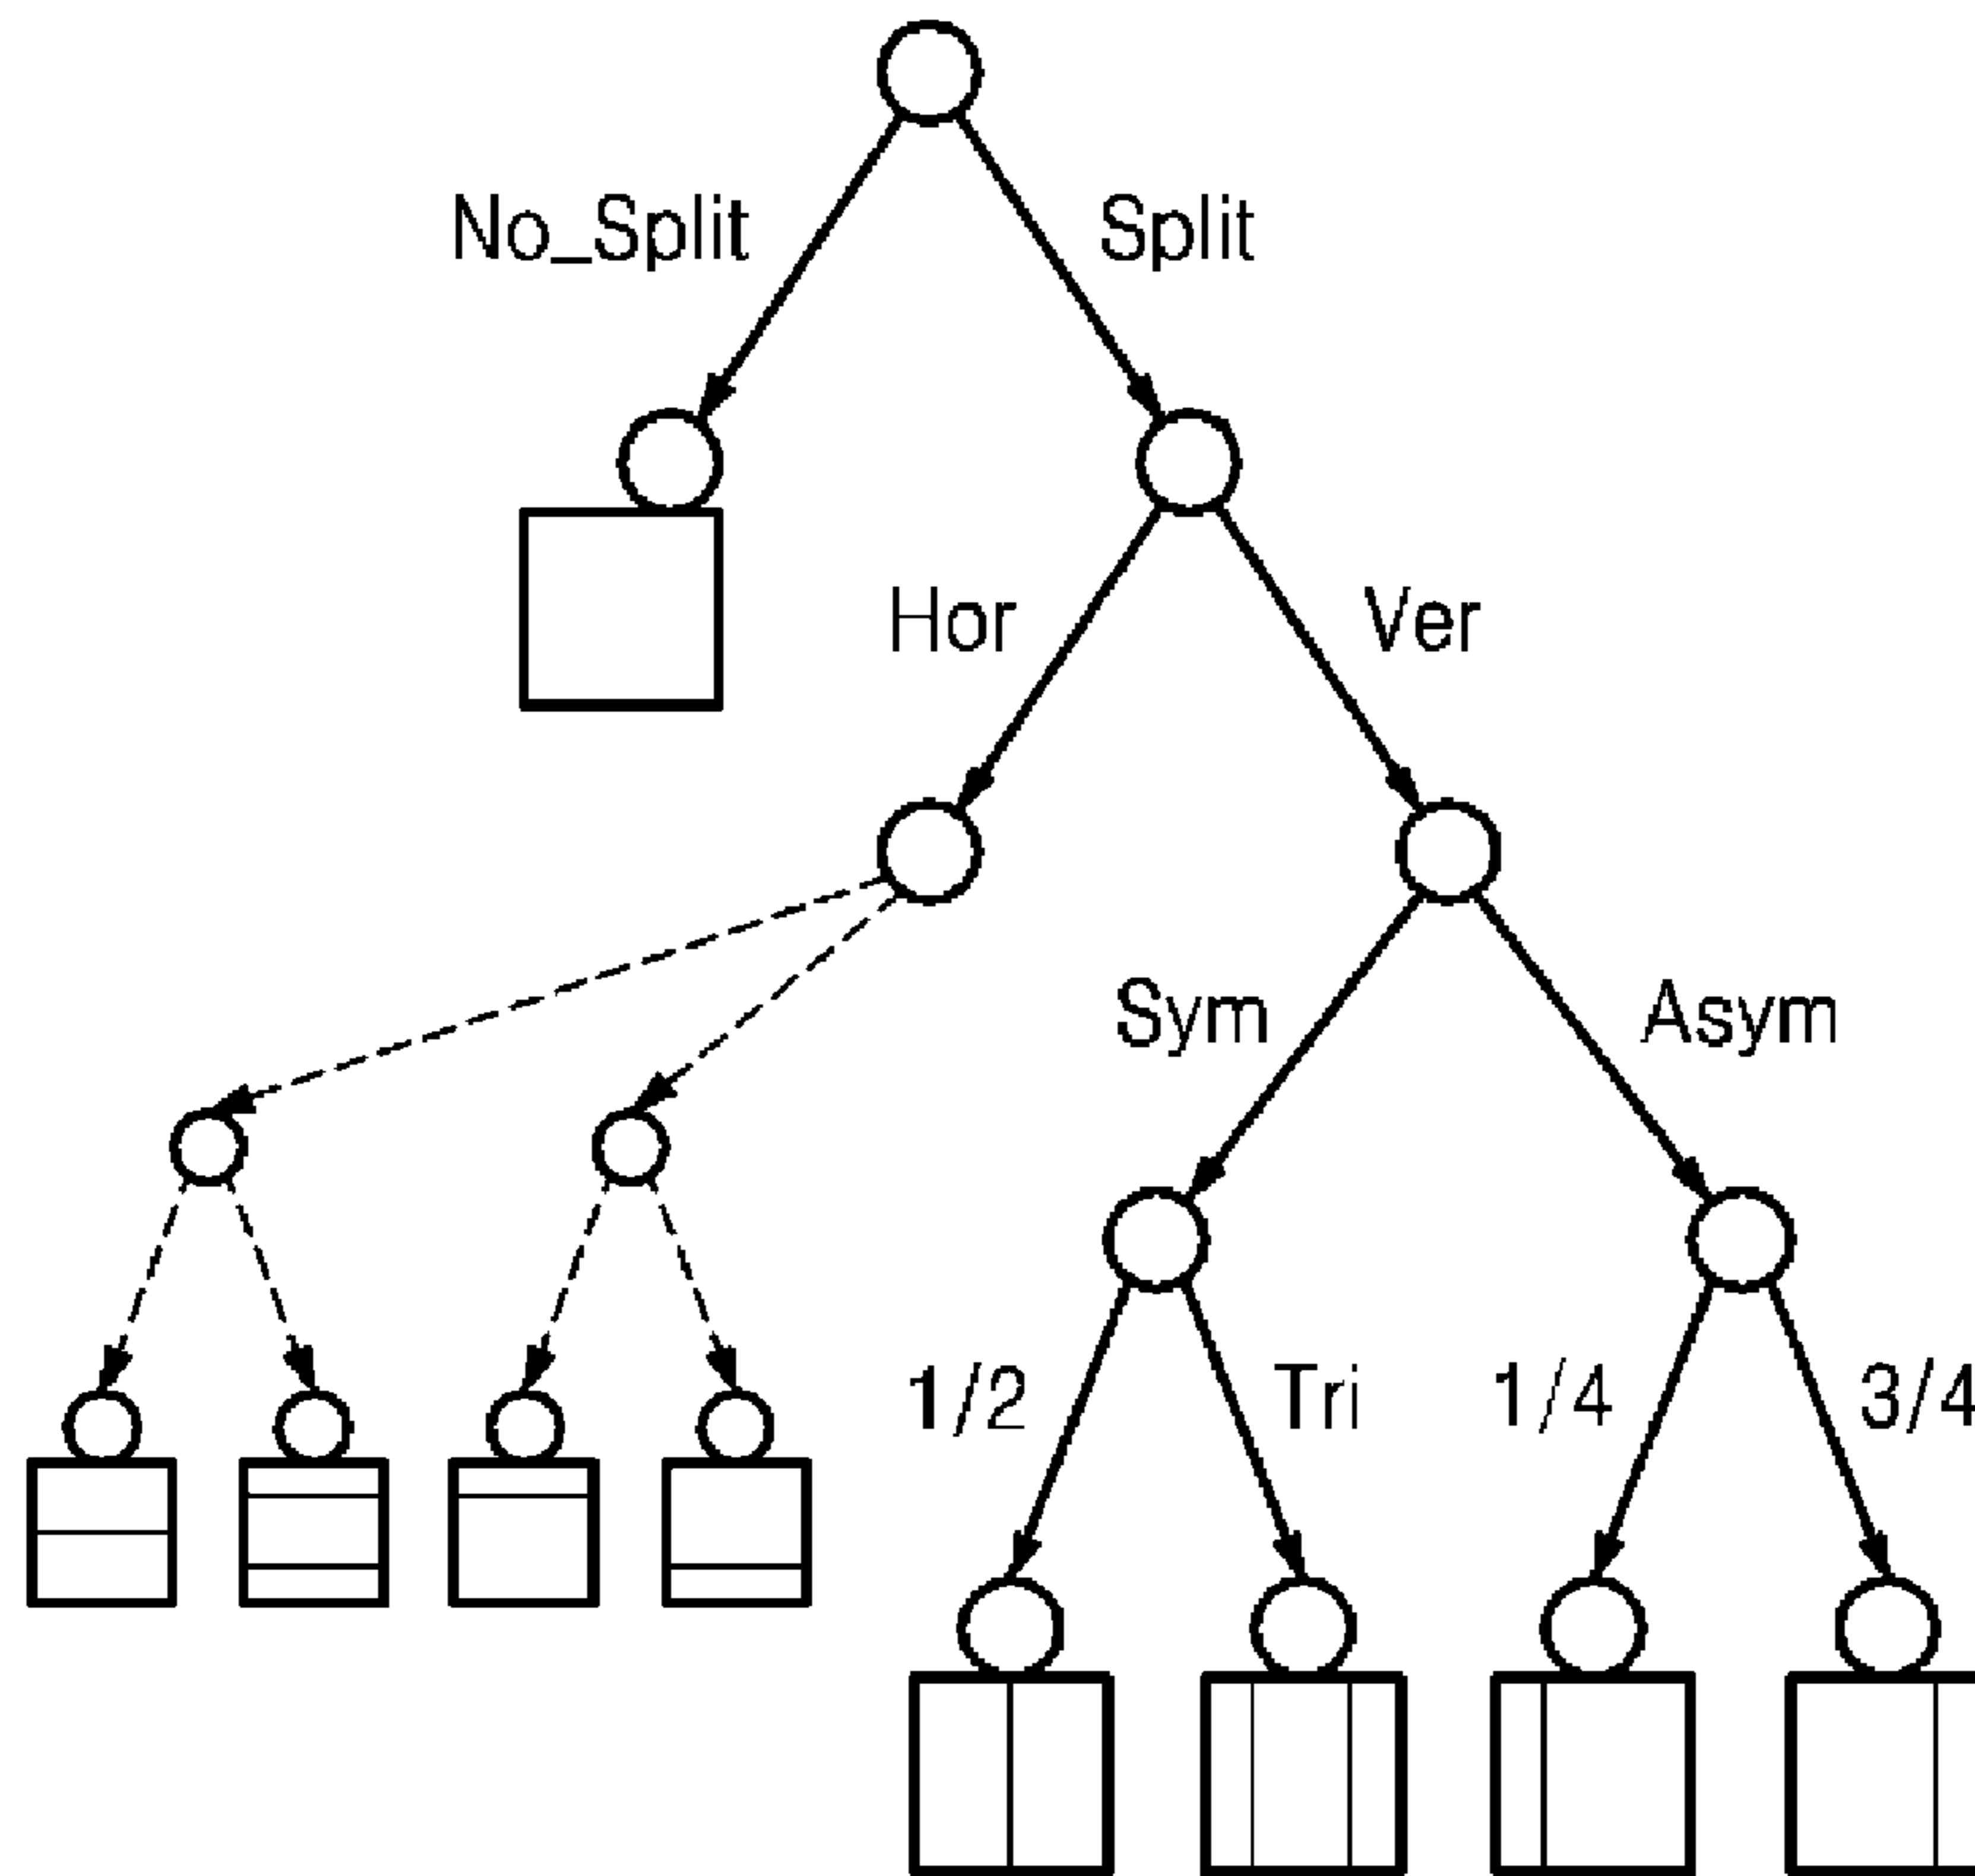 No_Split Split
Hor Ver
Sym Asym
1/2 Tri 1/4 3/4